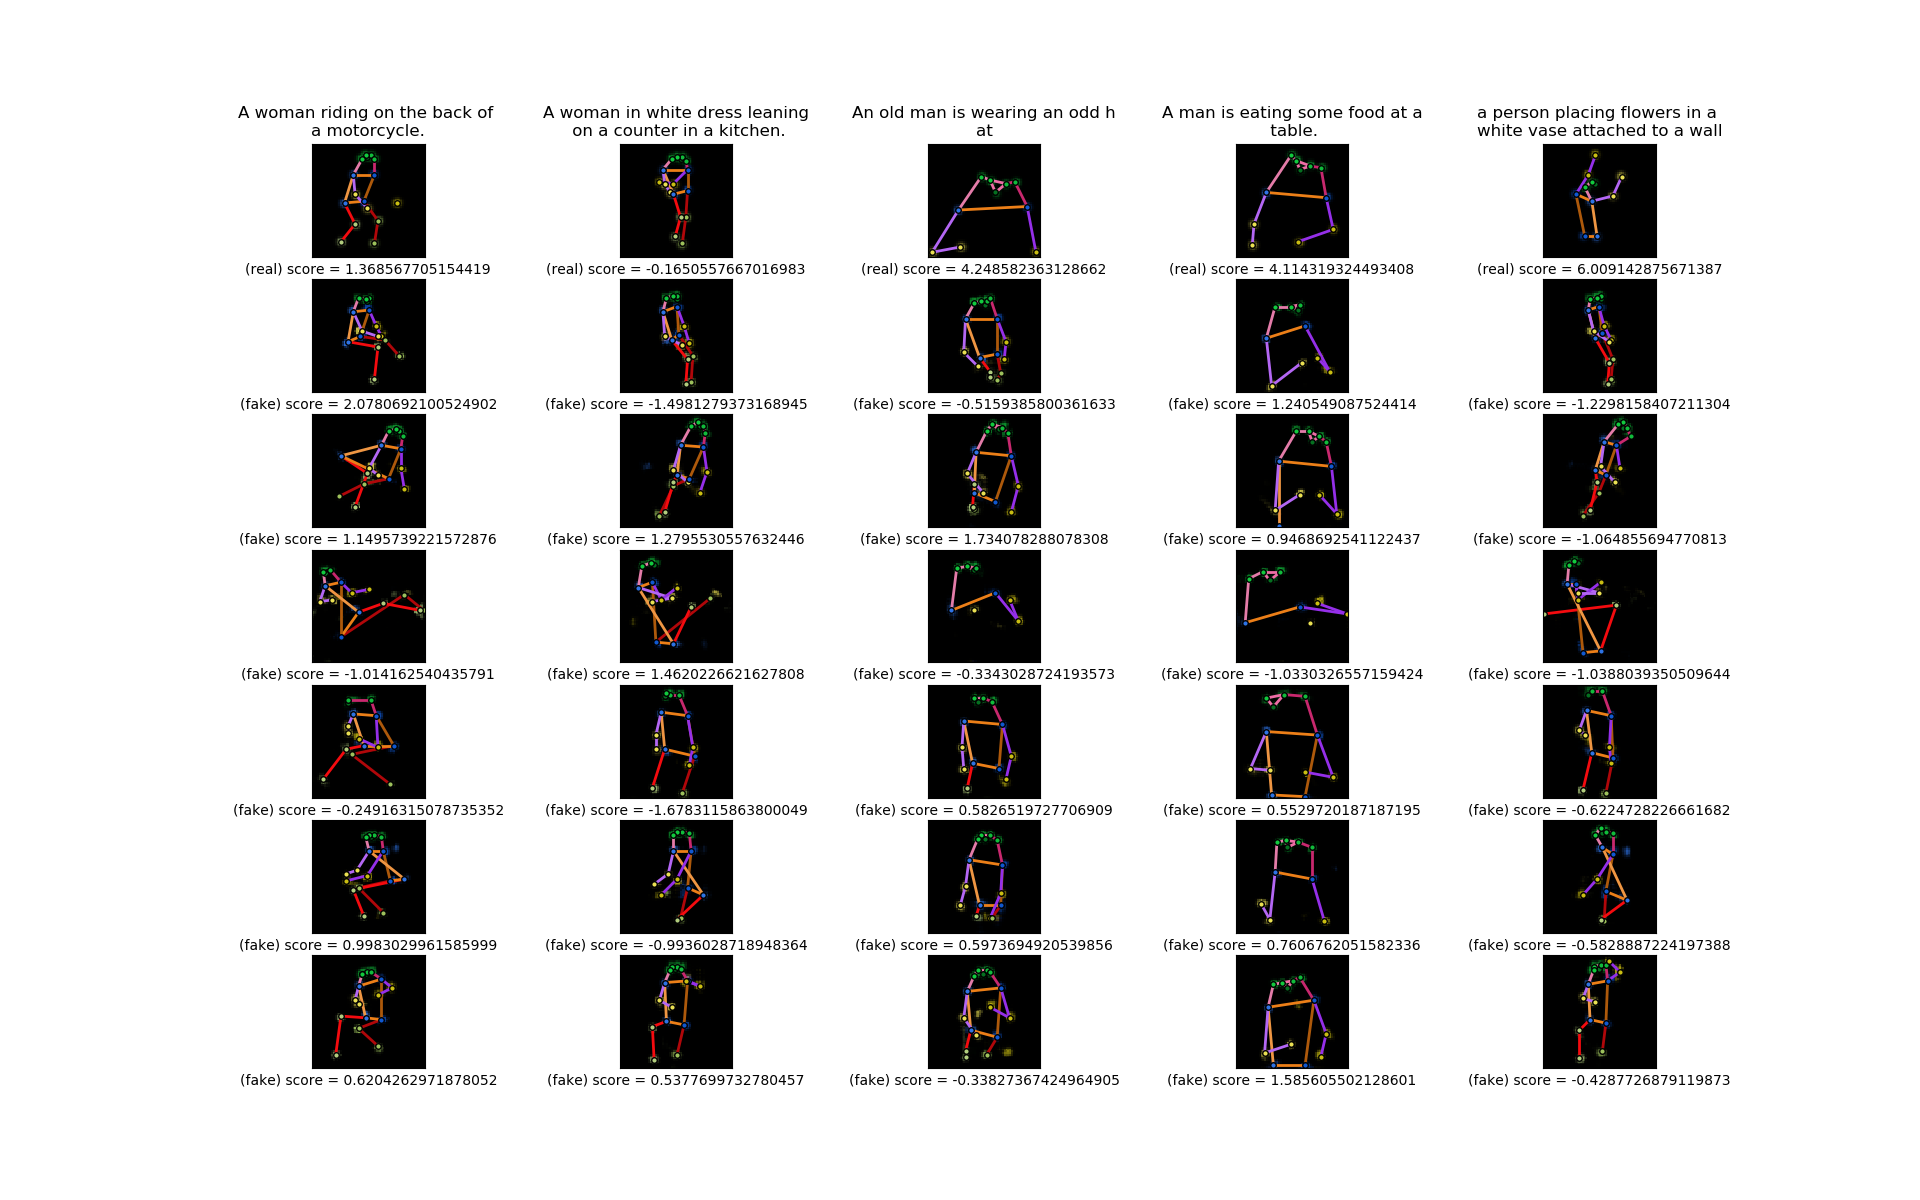 A woman riding on the back of
a motorcycle.
A woman in white dress leaning
on a counter in a kitchen.
An old man is wearing an odd h
at
A man is eating some food at a
table.
a person placing flowers in a
white vase attached to a wall
(real) score = 1.368567705154419
(real) score = -0.1650557667016983
(real) score = 4.248582363128662
(real) score = 4.114319324493408
(real) score = 6.009142875671387
(fake) score = 2.0780692100524902
(fake) score = -1.4981279373168945
(fake) score = -0.5159385800361633
(fake) score = 1.240549087524414
(fake) score = -1.2298158407211304
(fake) score = 1.1495739221572876
(fake) score = 1.2795530557632446
(fake) score = 1.734078288078308
(fake) score = 0.9468692541122437
(fake) score = -1.064855694770813
(fake) score = -1.014162540435791
(fake) score = 1.4620226621627808
(fake) score = -0.3343028724193573
(fake) score = -1.0330326557159424
(fake) score = -1.0388039350509644
(fake) score = -0.24916315078735352
(fake) score = -1.6783115863800049
(fake) score = 0.5826519727706909
(fake) score = 0.5529720187187195
(fake) score = -0.6224728226661682
(fake) score = 0.9983029961585999
(fake) score = -0.9936028718948364
(fake) score = 0.5973694920539856
(fake) score = 0.7606762051582336
(fake) score = -0.5828887224197388
(fake) score = 0.6204262971878052
(fake) score = 0.5377699732780457
(fake) score = -0.33827367424964905
(fake) score = 1.585605502128601
(fake) score = -0.4287726879119873